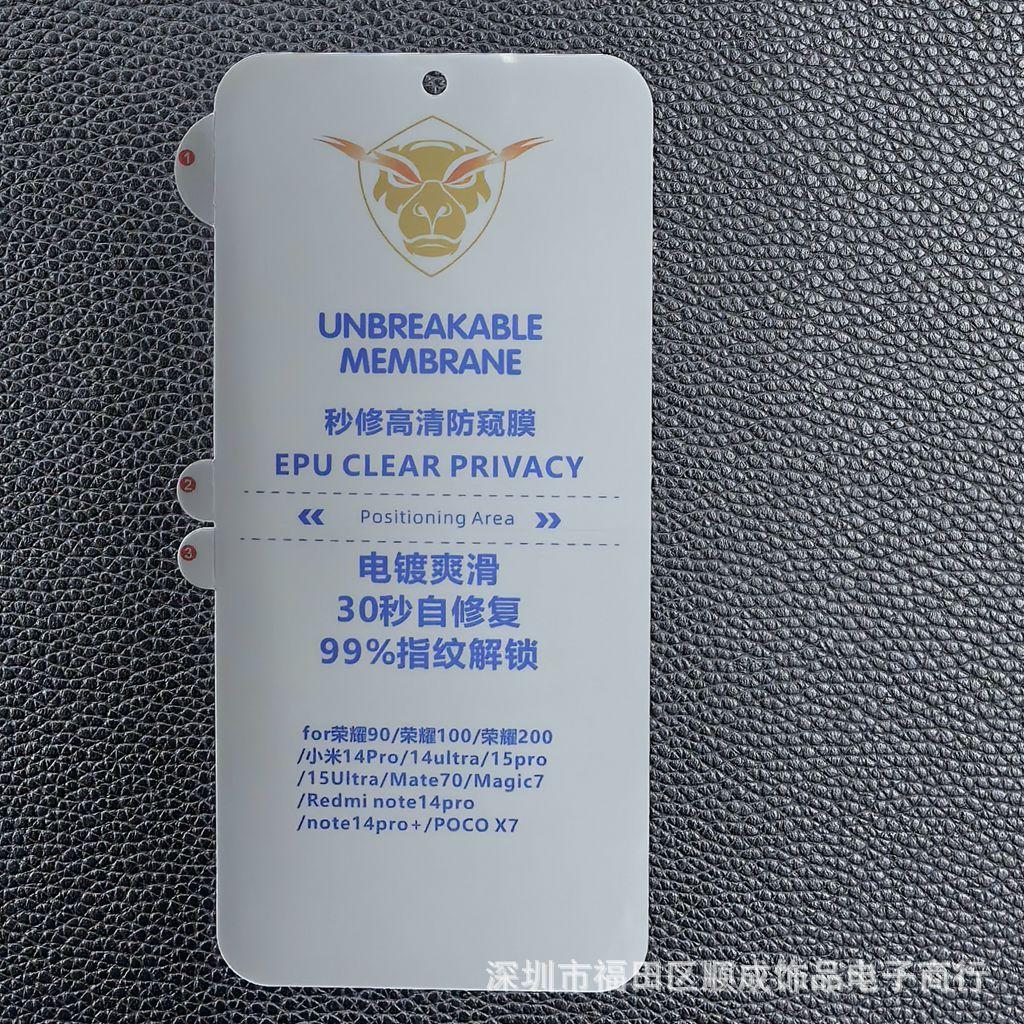 1
UNBREAKABLE
MEMBRANE
秒修高清防窥膜
EPU CLEAR PRIVACY
2
Positioning Area
3
电镀爽滑
30秒自修复
99%指纹解锁
for荣耀90/荣耀100/荣耀200
/小米14Pro/14ultra/15pro
/15Ultra/Mate70/Magic7
/Redmi note14pro
/note14pro+/POCO X7
深圳市福田区顺成饰品电子商行